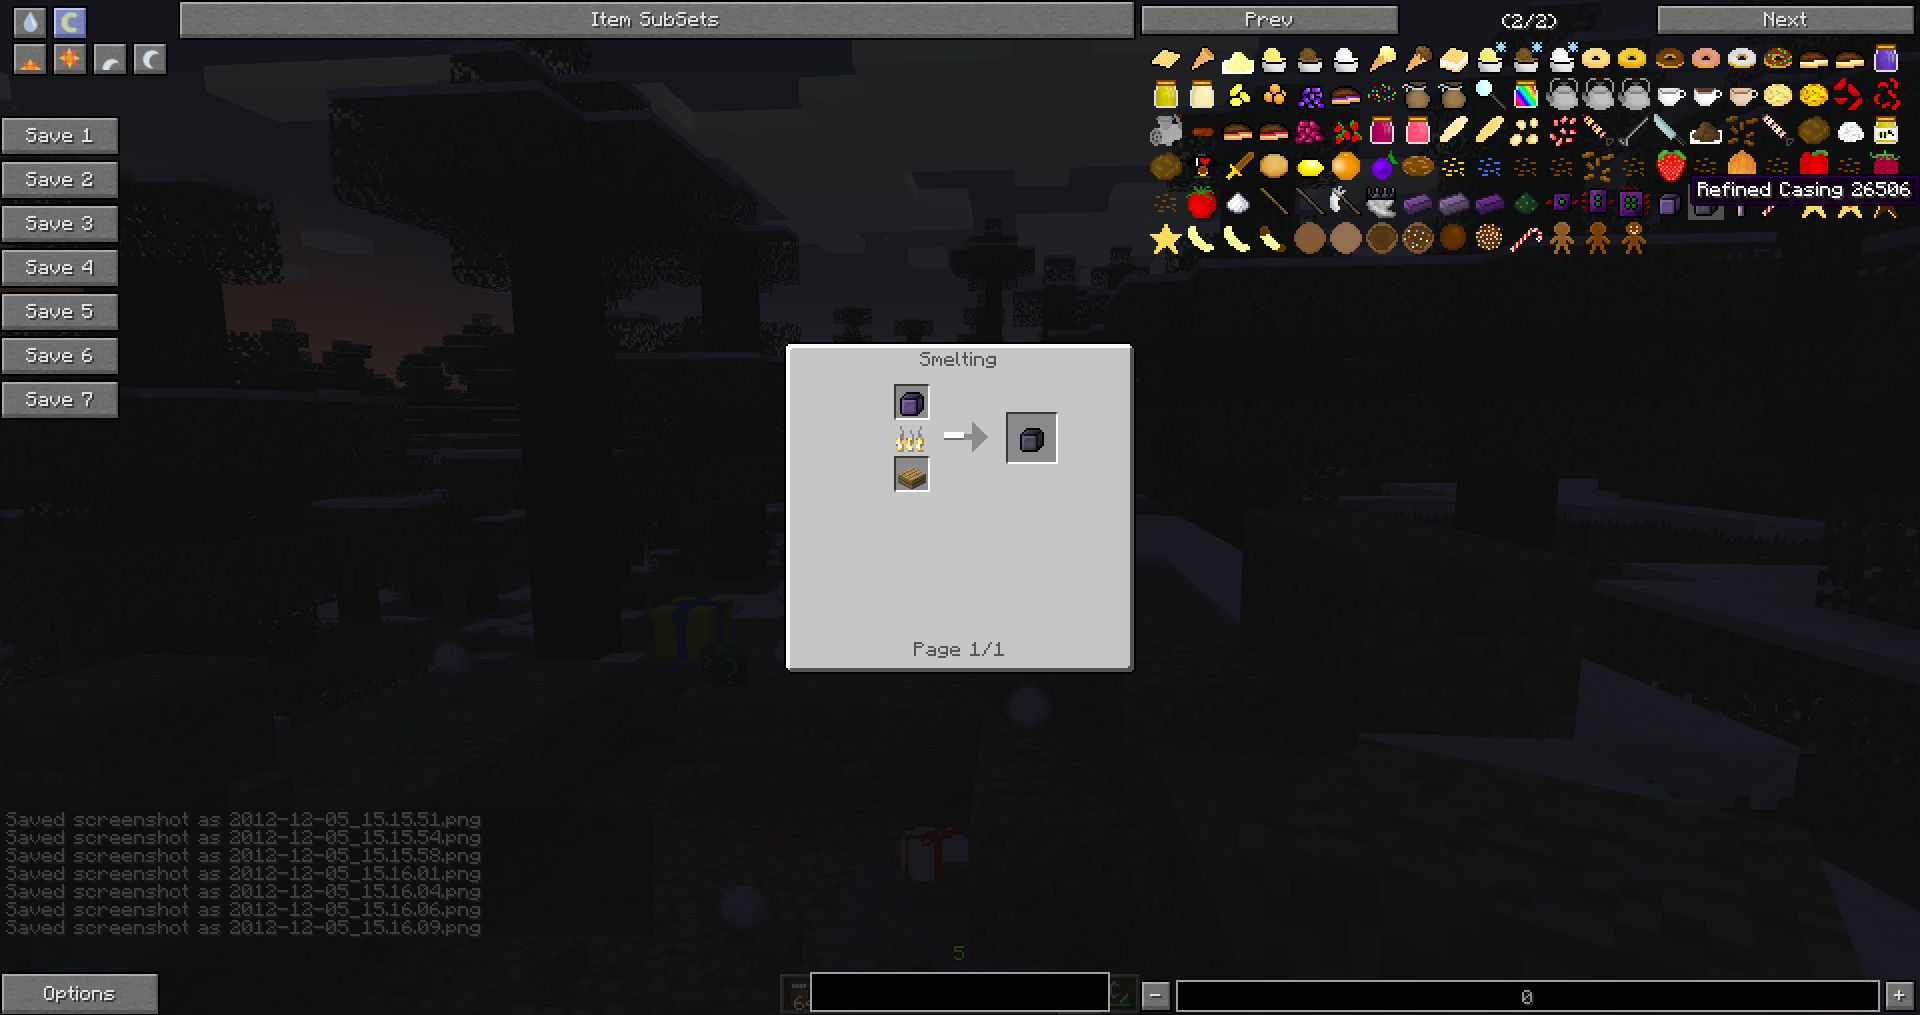 Item SubSets
Prev
(2/2)
Next
Save 1
Save 2
Save 3
Save 4
Save 5
Save 6
Save 7
Refined Casing 26506
Smelting
Page 1/1
Saved screenshot as 2012-12-05_15.15.51.png
Saved screenshot as 2012-12-05_15.15.54.png
Saved screenshot as 2012-12-05_15.15.58.png
Saved screenshot as 2012-12-05_15.16.01.png
Saved screenshot as 2012-12-05_15.16.04.png
Saved screenshot as 2012-12-05_15.16.06.png
Saved screenshot as 2012-12-05_15.16.09.png
5
Options
-
0
+